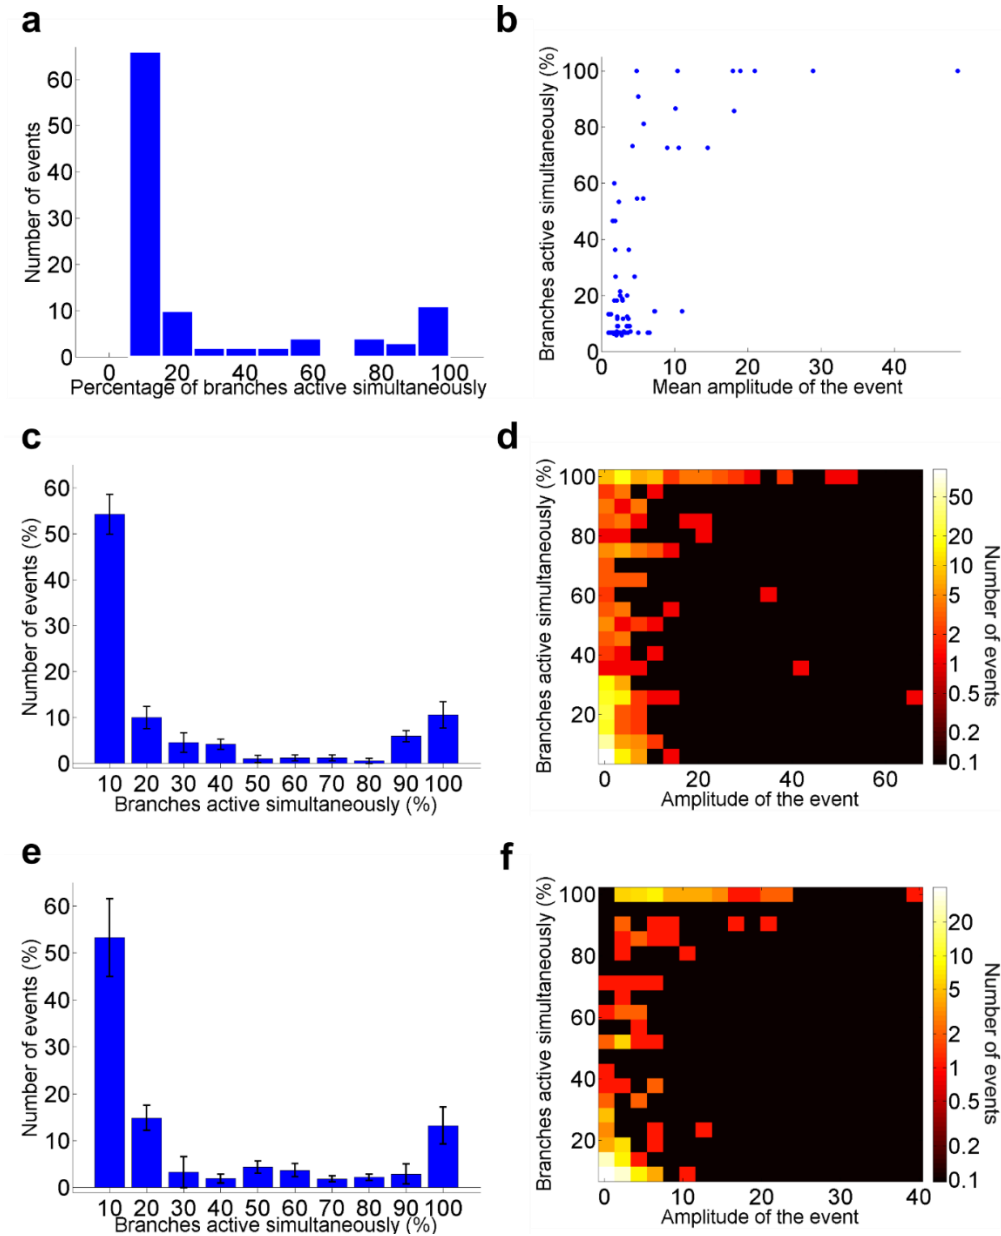 a
Number of events
60
50
40
30
20
10
0
0 20 40 60 80 100
Percentage of branches active simultaneously
b
Branches active simultaneously (%)
100
80
60
40
20
0
0 10 20 30 40
Mean amplitude of the event
c
Number of events (%)
60
50
40
30
20
10
0
10 20 30 40 50 60 70 80 90 100
Branches active simultaneously (%)
d
Branches active simultaneously (%)
100
80
60
40
20
20 40 60
0
Amplitude of the event
50
20
10
5
2
1
0.5
0.2
0.1
Number of events
e
Number of events (%)
60
50
40
30
20
10
0
10 20 30 40 50 60 70 80 90 100
Branches active simultaneously (%)
f
Branches active simultaneously (%)
100
80
60
40
20
0 10 20 30 40
Amplitude of the event
20
10
5
2
1
0.5
0.2
0.1
Number of events